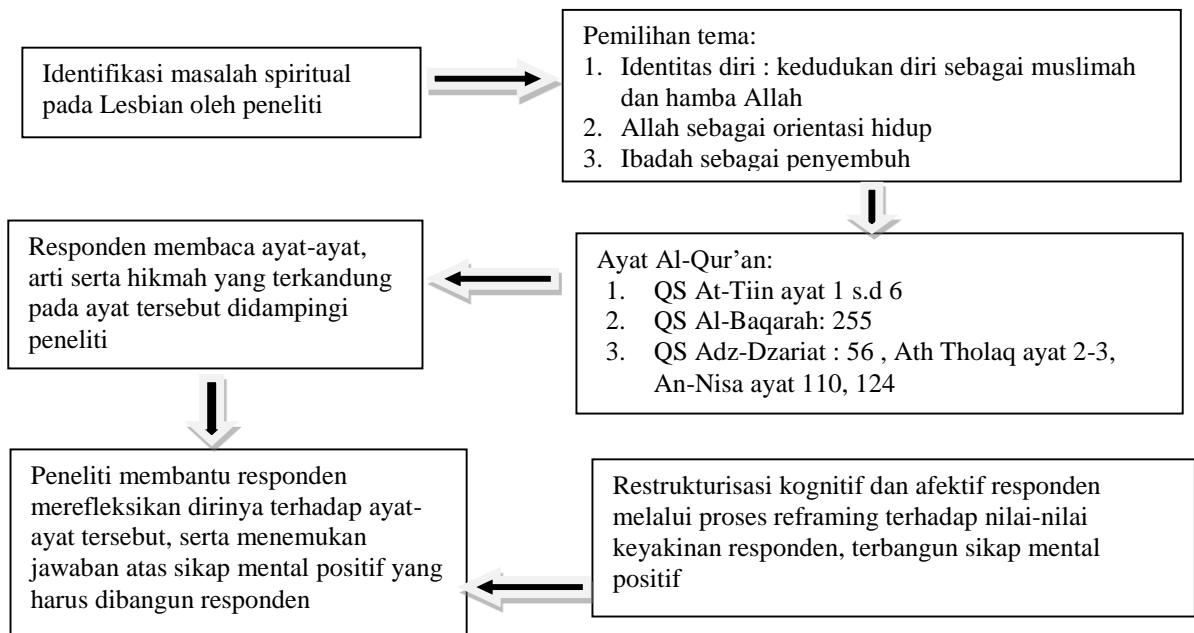 Identifikasi masalah spiritual
pada Lesbian oleh peneliti
Pemilihan tema:
1. Identitas diri : kedudukan diri sebagai muslimah
dan hamba Allah
2. Allah sebagai orientasi hidup
3. Ibadah sebagai penyembuh
Ayat Al-Qur’an:
1. QS At-Tiin ayat 1 s.d 6
2. QS Al-Baqarah: 255
3. QS Adz-Dzariat : 56 , Ath Tholaq ayat 2-3,
An-Nisa ayat 110, 124
Responden membaca ayat-ayat,
arti serta hikmah yang terkandung
pada ayat tersebut didampingi
peneliti
Peneliti membantu responden
merefleksikan dirinya terhadap ayat-
ayat tersebut, serta menemukan
jawaban atas sikap mental positif yang
harus dibangun responden
Restrukturisasi kognitif dan afektif responden
melalui proses reframing terhadap nilai-nilai
keyakinan responden, terbangun sikap mental
positif